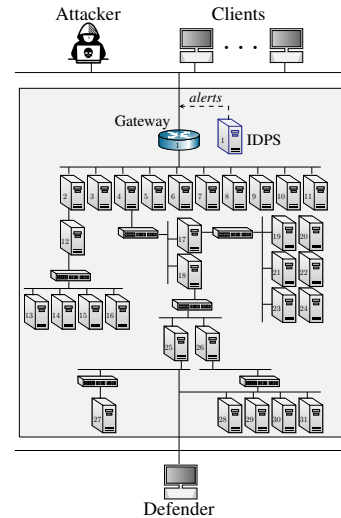 Attacker Clients
. . .
alerts
Gateway
1 1 IDPS
2 3 4 5 6 7 8 9 10 11
12 17 19 20
18 21 22
13 14 15 16 23 24
25 26
27 28 29 30 31
Defender